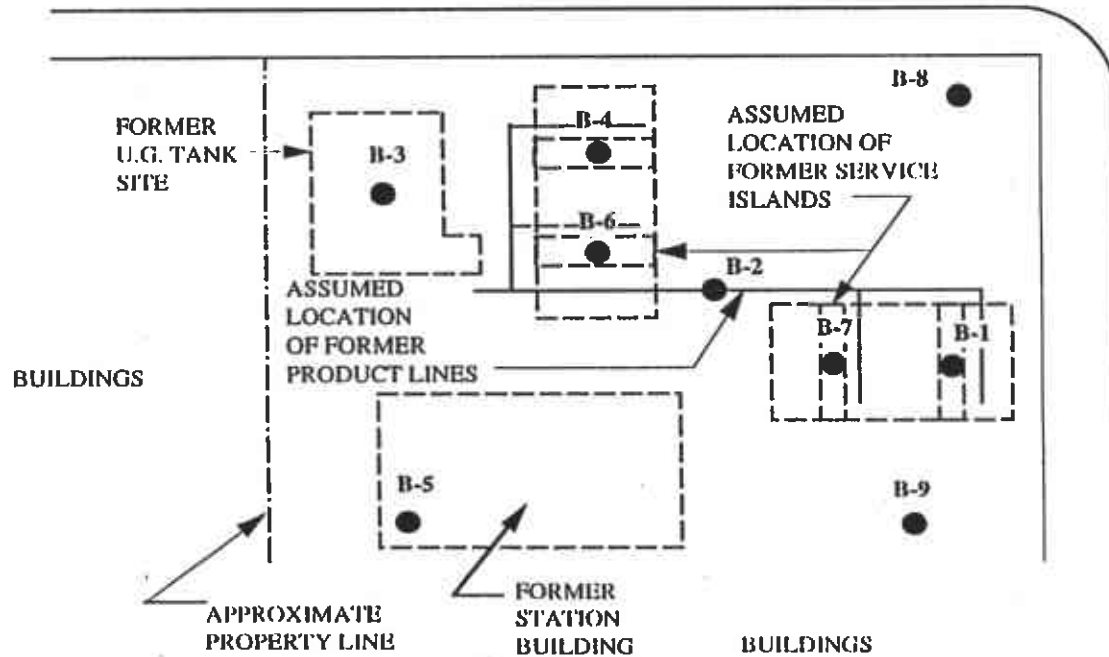 B-8
FORMER
U.G. TANK
SITE
B-3
B-4
ASSUMED
LOCATION OF
FORMER SERVICE
ISLANDS
B-6
B-2
ASSUMED
LOCATION
OF FORMER
PRODUCT LINES
B-7
B-1
BUILDINGS
B-5
B-9
APPROXIMATE
PROPERTY LINE
FORMER
STATION
BUILDING
BUILDINGS